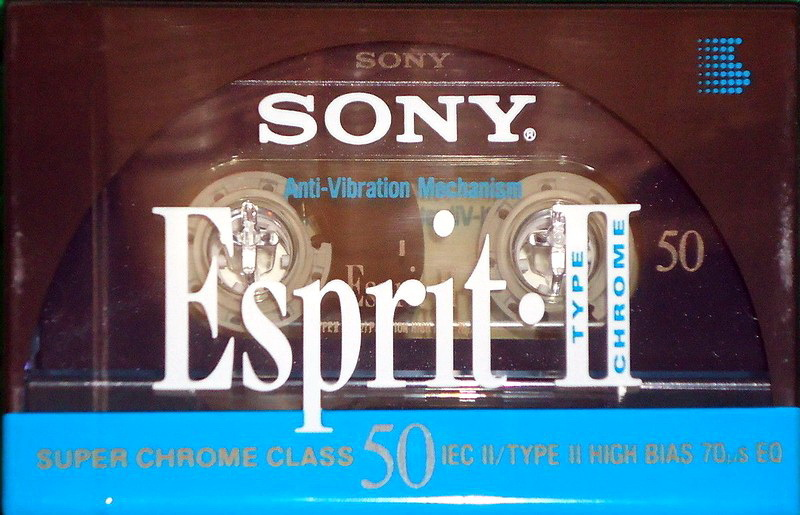 SONY
SONY®
Anti-Vibration Mechanism
Esprit·II
TYPE
CHROME
50
SUPER CHROME CLASS 50 IEC II/TYPE II HIGH BIAS 70µs EQ